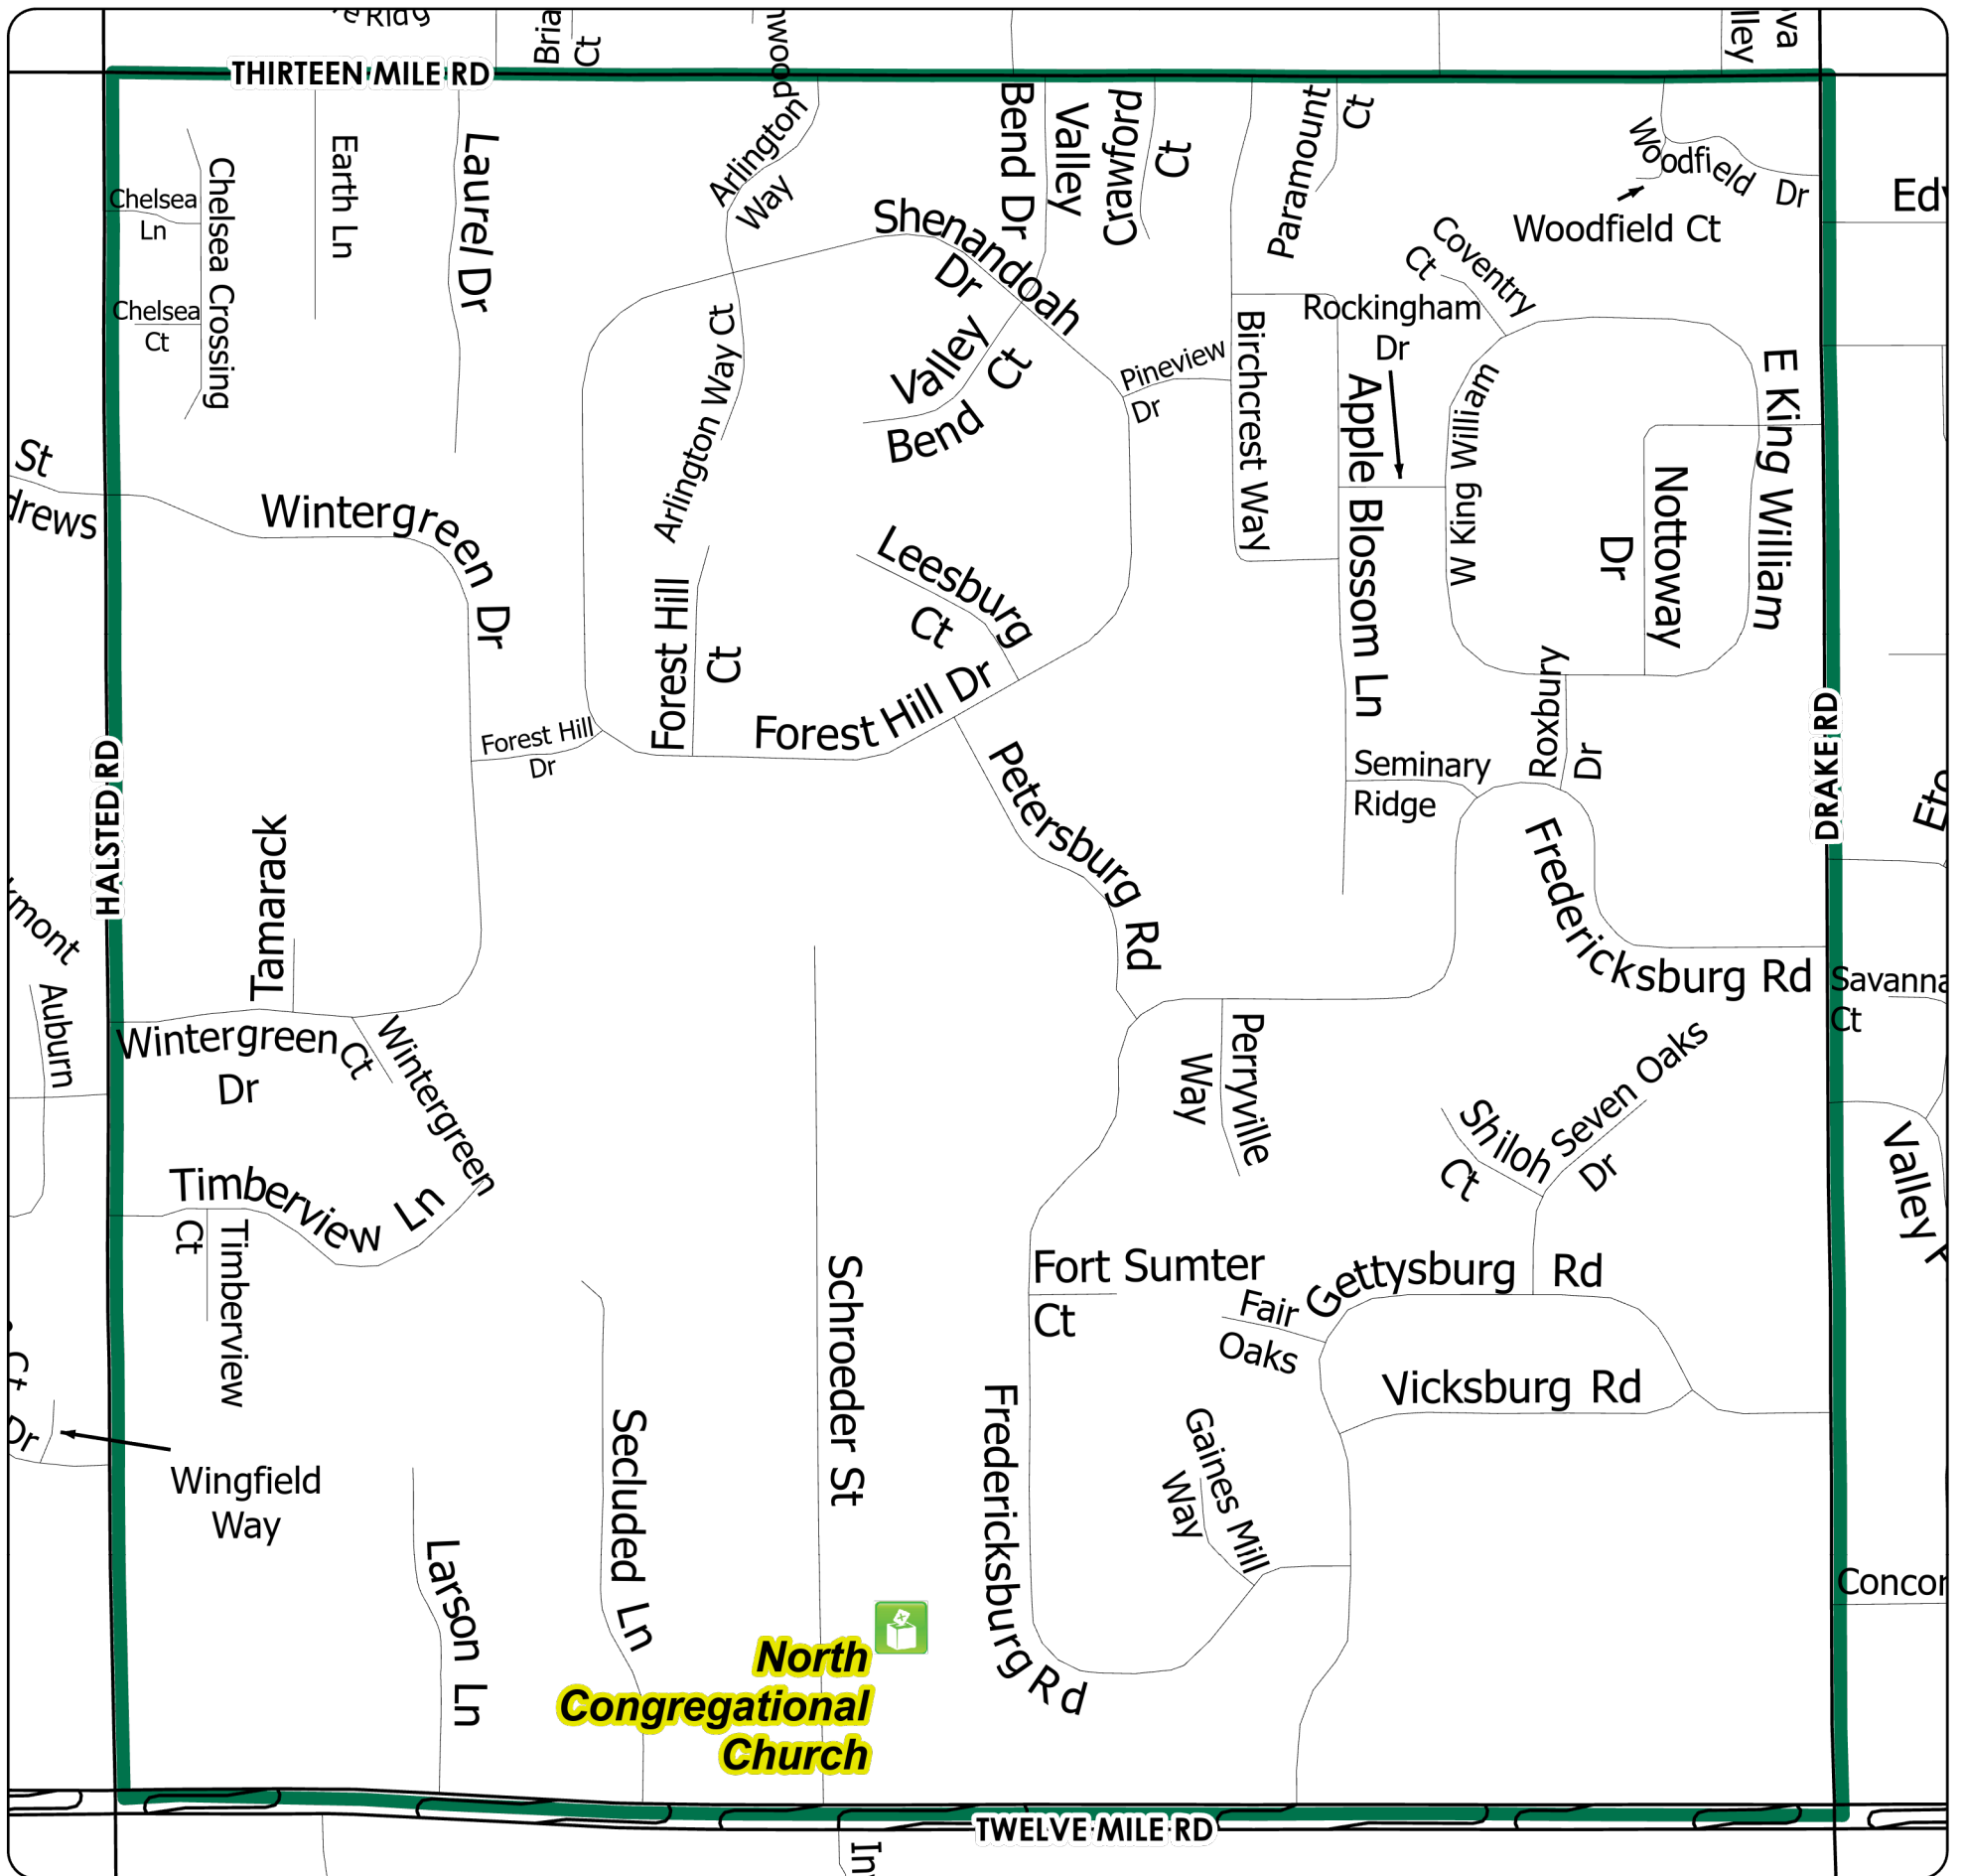 THIRTEEN MILE RD
Bria
Ct
Arlington
Way
Bend Dr
Valley
Crawford
Ct
Paramount
Ct
Woodfield Dr
Woodfield Ct
Chelsea
Ln
Chelsea Crossing
Chelsea
Ct
Earth Ln
Laurel Dr
Shenandoah
Dr
Valley
Bend
Ct
Arlington Way Ct
Pineview
Dr
Birchcrest Way
Rockingham
Dr
Coventry
Ct
Apple Blossom Ln
W King William
E King William
Nottoway
Dr
St
Wintergreen Dr
Leesburg
Ct
Forest Hill
Ct
Forest Hill Dr
Forest Hill
Dr
Roxbury
Dr
Seminary
Ridge
HALSTED RD
DRAKE RD
Petersburg Rd
Fredericksburg Rd
Tamarack
Auburn
Savanna
Ct
Wintergreen
Dr
Wintergreen
Ct
Perryville
Way
Shiloh
Ct
Seven Oaks
Dr
Valley
Timberview Ln
Timberview
Ct
Schroeder St
Fort Sumter
Ct
Gettysburg Rd
Fair
Oaks
Vicksburg Rd
Ct
Dr
Wingfield
Way
Secluded Ln
Larson Ln
Gaines Mill
Way
Fredericksburg Rd
North
Congregational
Church
TWELVE MILE RD